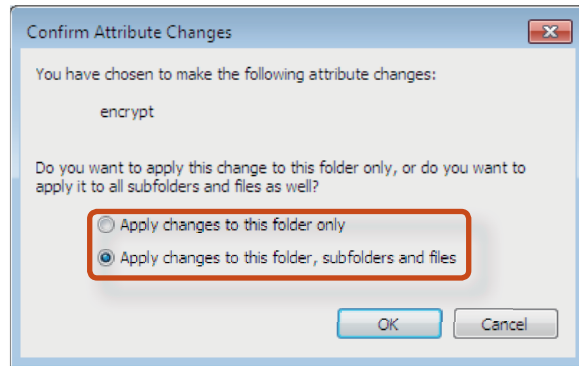 Confirm Attribute Changes
You have chosen to make the following attribute changes:
encrypt
Do you want to apply this change to this folder only, or do you want to
apply it to all subfolders and files as well?
Apply changes to this folder only
Apply changes to this folder, subfolders and files
OK
Cancel